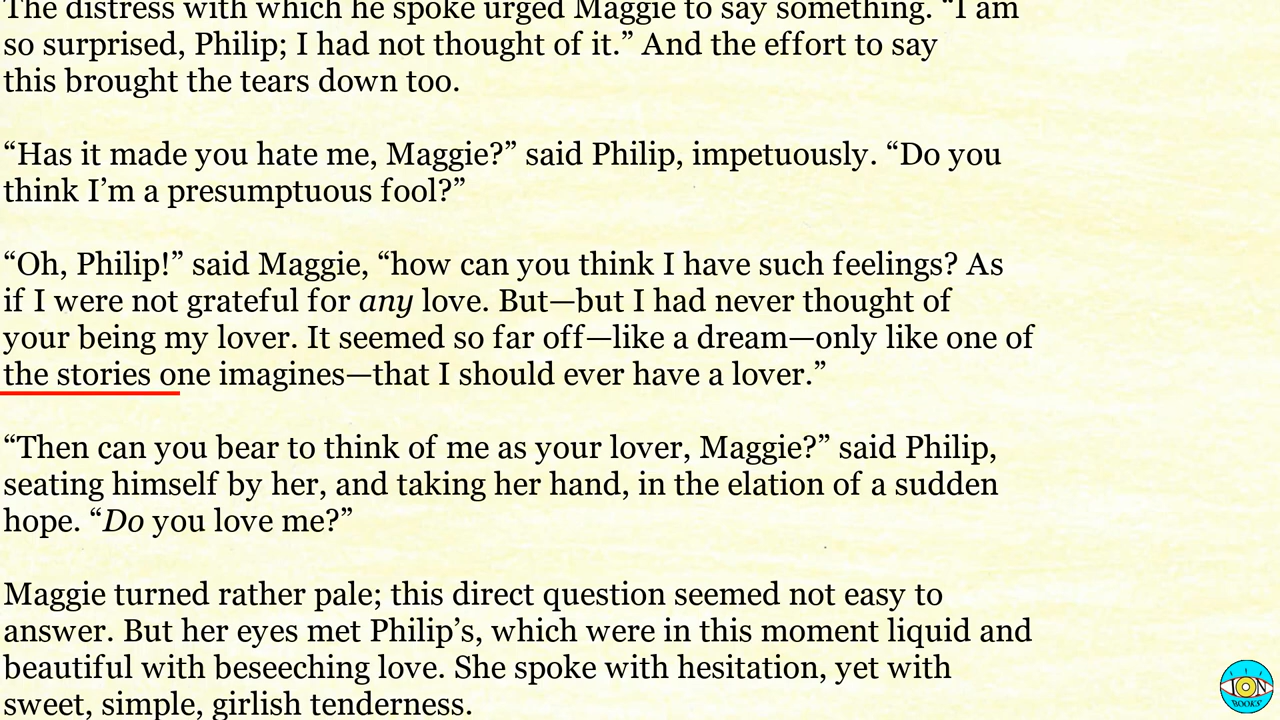 The distress with which he spoke urged Maggie to say something. “I am
so surprised, Philip; I had not thought of it.” And the effort to say
this brought the tears down too.
“Has it made you hate me, Maggie?” said Philip, impetuously. “Do you
think I’m a presumptuous fool?”
“Oh, Philip!” said Maggie, “how can you think I have such feelings? As
if I were not grateful for any love. But—but I had never thought of
your being my lover. It seemed so far off—like a dream—only like one of
the stories one imagines—that I should ever have a lover.”
“Then can you bear to think of me as your lover, Maggie?” said Philip,
seating himself by her, and taking her hand, in the elation of a sudden
hope. “Do you love me?”
Maggie turned rather pale; this direct question seemed not easy to
answer. But her eyes met Philip’s, which were in this moment liquid and
beautiful with beseeching love. She spoke with hesitation, yet with
sweet, simple, girlish tenderness.
ION
BOOKS